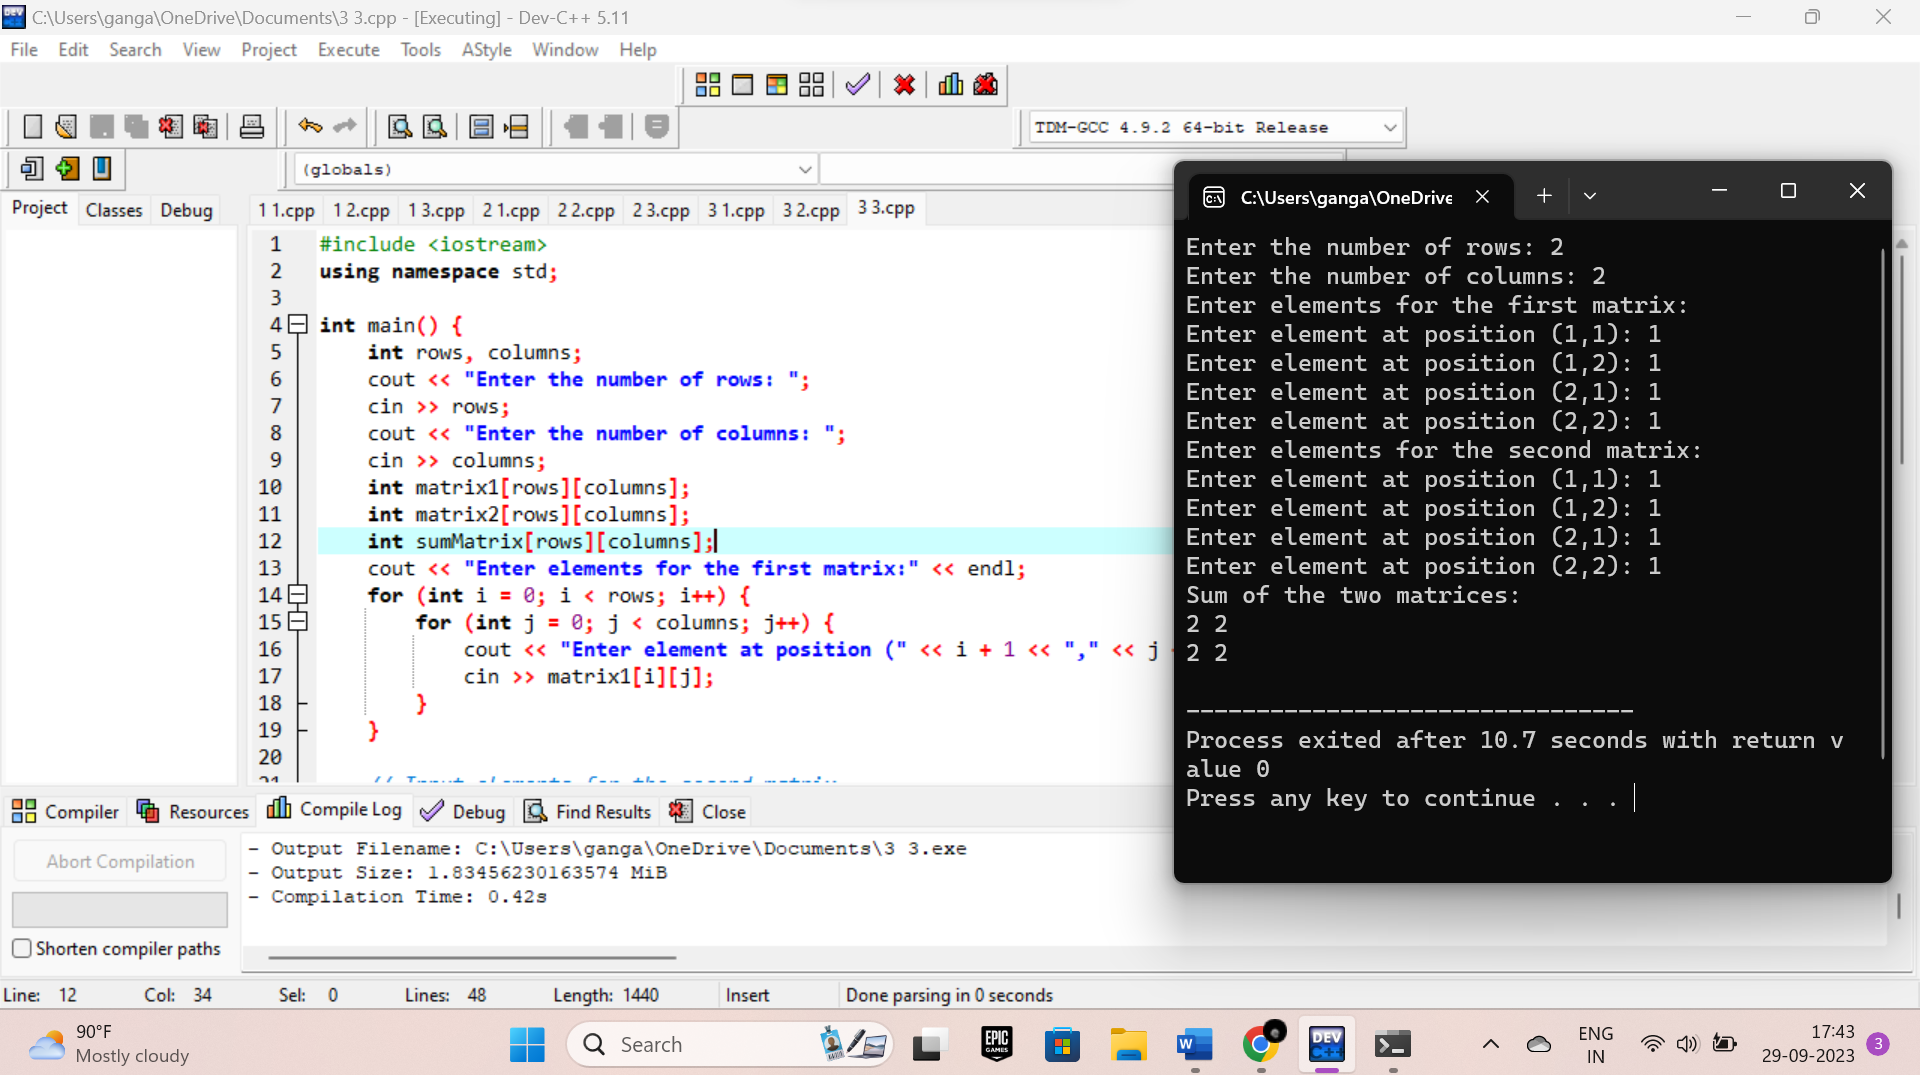 C:\Users\ganga\OneDrive\Documents\3 3.cpp - [Executing] - Dev-C++ 5.11
File Edit Search View Project Execute Tools AStyle Window Help
TDM-GCC 4.9.2 64-bit Release
(globals)
Project Classes Debug
1 1.cpp 1 2.cpp 1 3.cpp 2 1.cpp 2 2.cpp 2 3.cpp 3 1.cpp 3 2.cpp 3 3.cpp
1 #include <iostream>
2 using namespace std;
3
4 int main() {
5 int rows, columns;
6 cout << "Enter the number of rows: ";
7 cin >> rows;
8 cout << "Enter the number of columns: ";
9 cin >> columns;
10 int matrix1[rows][columns];
11 int matrix2[rows][columns];
12 int sumMatrix[rows][columns];
13 cout << "Enter elements for the first matrix:" << endl;
14 for (int i = 0; i < rows; i++) {
15 for (int j = 0; j < columns; j++) {
16 cout << "Enter element at position (" << i + 1 << "," << j
17 cin >> matrix1[i][j];
18 }
19 }
20
21 // Input elements for the second matrix
C:\Users\ganga\OneDrive
Enter the number of rows: 2
Enter the number of columns: 2
Enter elements for the first matrix:
Enter element at position (1,1): 1
Enter element at position (1,2): 1
Enter element at position (2,1): 1
Enter element at position (2,2): 1
Enter elements for the second matrix:
Enter element at position (1,1): 1
Enter element at position (1,2): 1
Enter element at position (2,1): 1
Enter element at position (2,2): 1
Sum of the two matrices:
2 2
2 2
--------------------------------
Process exited after 10.7 seconds with return v
alue 0
Press any key to continue . . .
Compiler Resources Compile Log Debug Find Results Close
Abort Compilation
Shorten compiler paths
- Output Filename: C:\Users\ganga\OneDrive\Documents\3 3.exe
- Output Size: 1.83456230163574 MiB
- Compilation Time: 0.42s
Line: 12 Col: 34 Sel: 0 Lines: 48 Length: 1440 Insert Done parsing in 0 seconds
90°F
Mostly cloudy
Search
EPIC GAMES
W
DEV C++
ENG
IN
17:43
29-09-2023
3